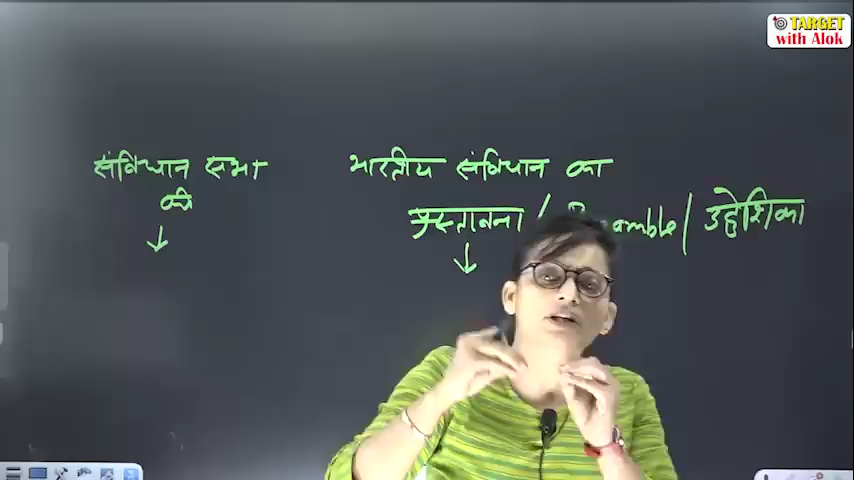 TARGET
with Alok
संविधान सभा
की
↓
भारतीय संविधान का
प्रस्तावना / Preamble / उद्देशिका
↓